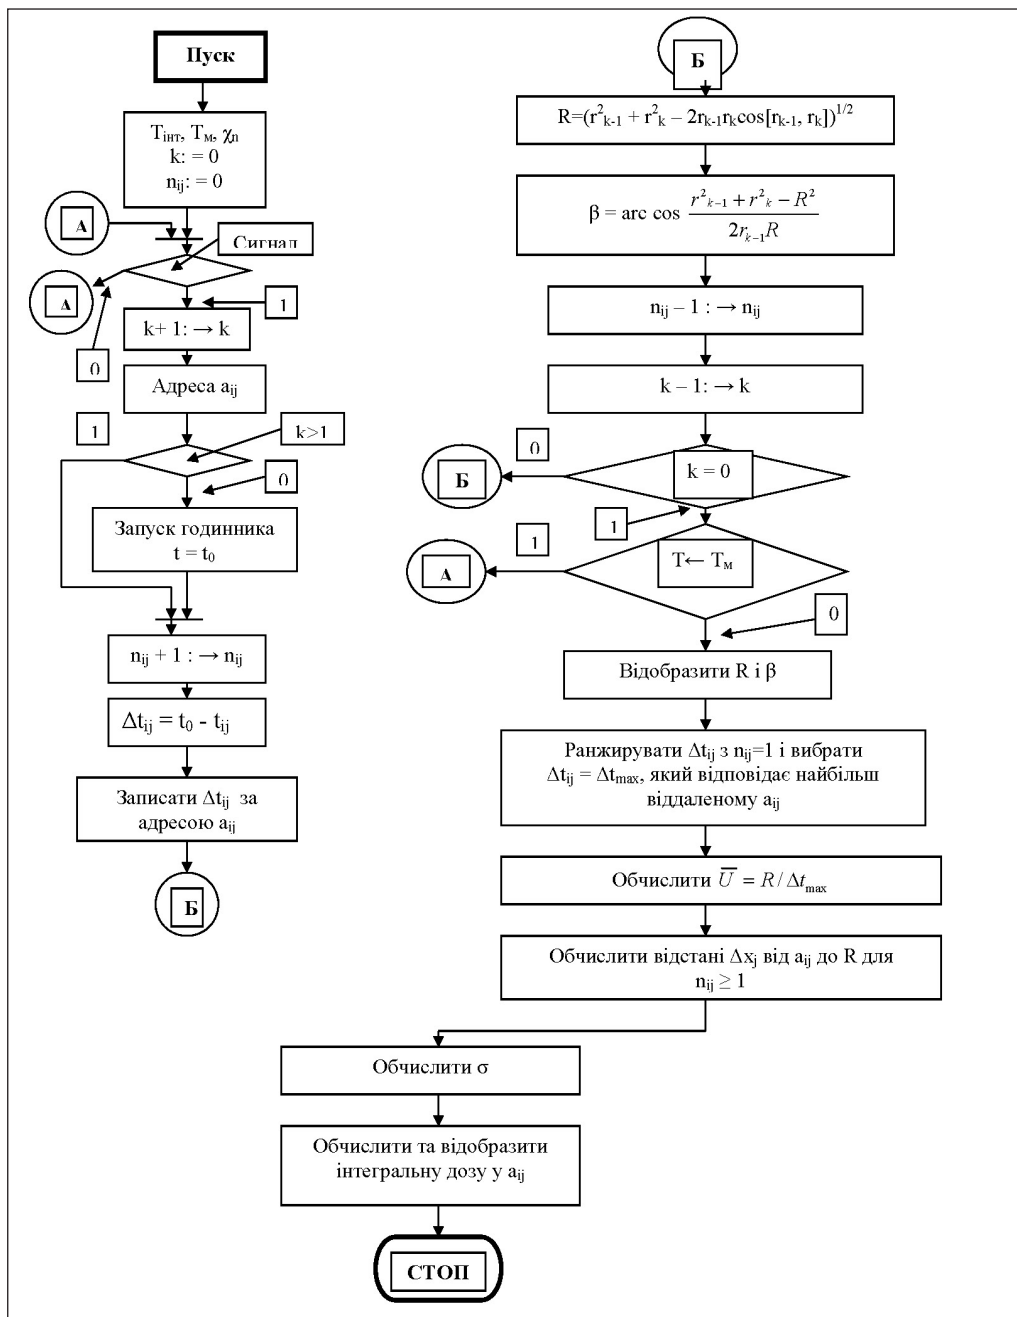 Пуск
Tінт, Tм, χn
k: = 0
nij: = 0
А
Сигнал
А
1
k+ 1: → k
0
Адреса aij
1
k>1
0
Запуск годинника
t = t0
nij + 1 : → nij
Δtij = t0 - tij
Записати Δtij за
адресою aij
Б
Б
R=(r²k-1 + r²k – 2rk-1rkcos[rk-1, rk])1/2
β = arc cos (r²k−1 + r²k − R²) / (2rk−1R)
nij – 1 : → nij
k – 1: → k
0
k = 0
Б
1
1
T← Tм
А
0
Відобразити R і β
Ранжирувати Δtij з nij=1 і вибрати
Δtij = Δtmax, який відповідає найбільш
віддаленому aij
Обчислити U̅ = R / Δtmax
Обчислити відстані Δxj від aij до R для
nij ≥ 1
Обчислити σ
Обчислити та відобразити
інтегральну дозу у aij
СТОП